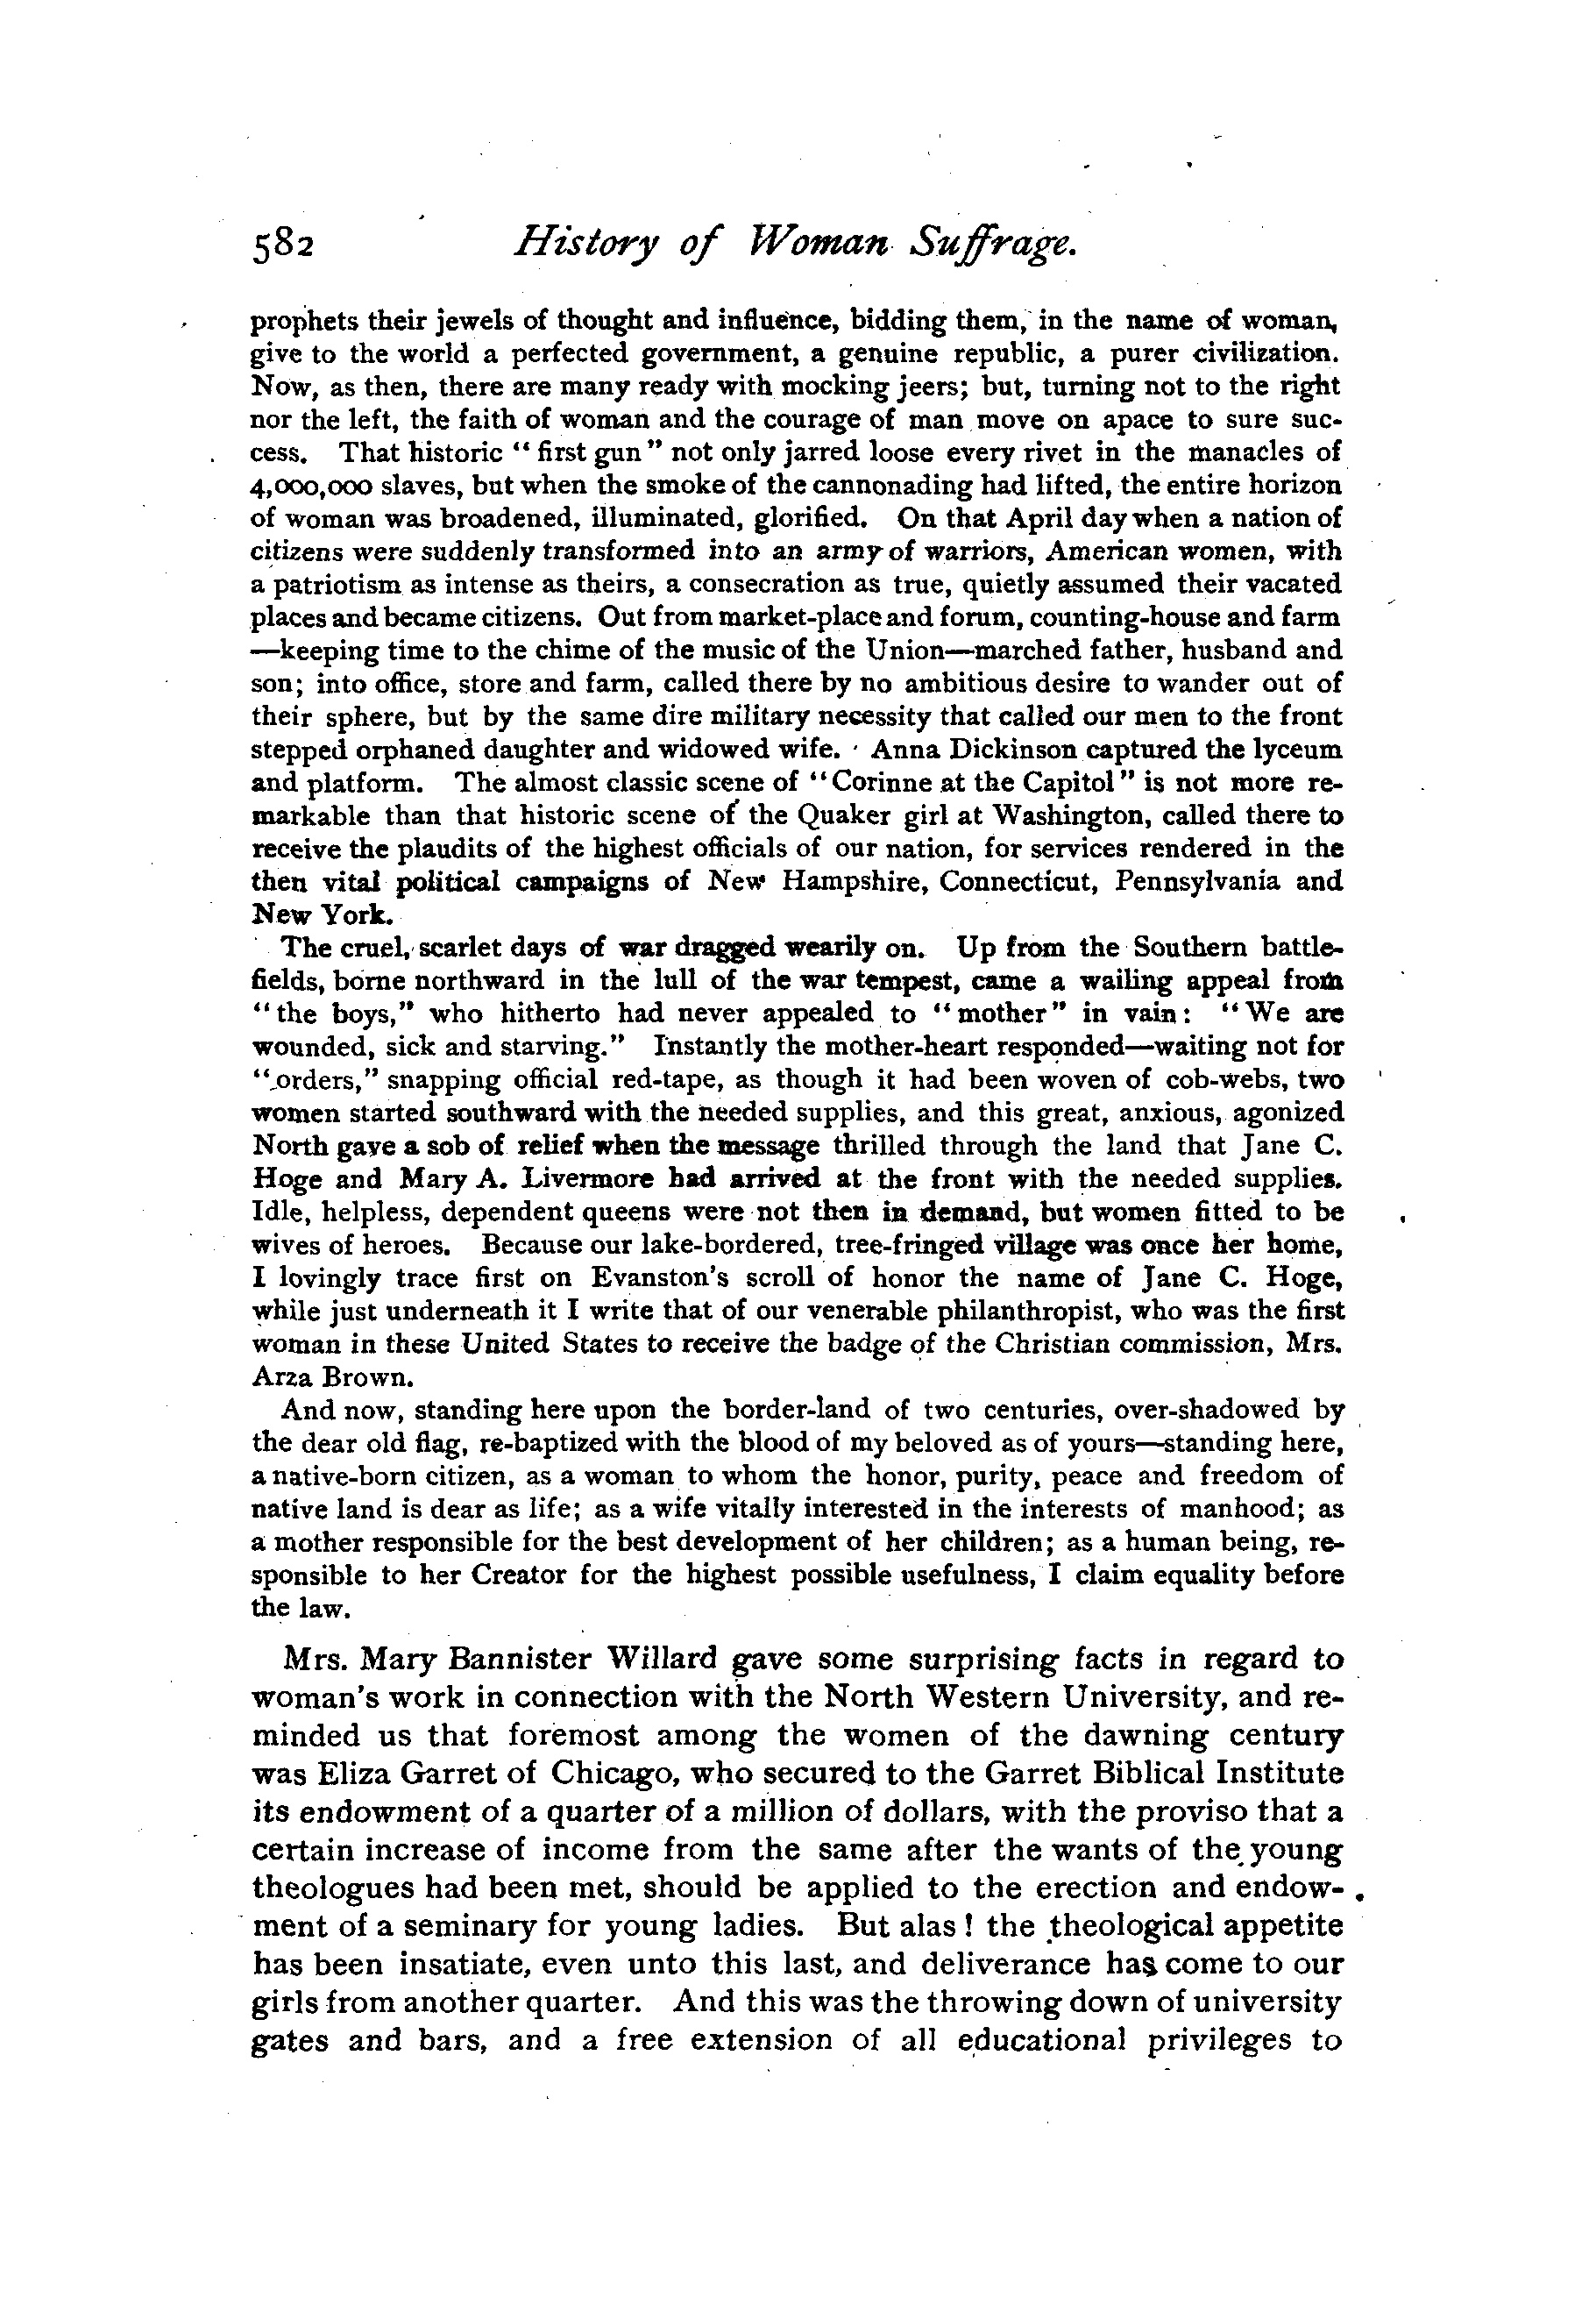 582 History of Woman Suffrage.
prophets their jewels of thought and influence, bidding them, in the name of woman,
give to the world a perfected government, a genuine republic, a purer civilization.
Now, as then, there are many ready with mocking jeers; but, turning not to the right
nor the left, the faith of woman and the courage of man move on apace to sure suc-
cess. That historic "first gun" not only jarred loose every rivet in the manacles of
4,000,000 slaves, but when the smoke of the cannonading had lifted, the entire horizon
of woman was broadened, illuminated, glorified. On that April day when a nation of
citizens were suddenly transformed into an army of warriors, American women, with
a patriotism as intense as theirs, a consecration as true, quietly assumed their vacated
places and became citizens. Out from market-place and forum, counting-house and farm
—keeping time to the chime of the music of the Union—marched father, husband and
son; into office, store and farm, called there by no ambitious desire to wander out of
their sphere, but by the same dire military necessity that called our men to the front
stepped orphaned daughter and widowed wife. Anna Dickinson captured the lyceum
and platform. The almost classic scene of "Corinne at the Capitol" is not more re-
markable than that historic scene of the Quaker girl at Washington, called there to
receive the plaudits of the highest officials of our nation, for services rendered in the
then vital political campaigns of New Hampshire, Connecticut, Pennsylvania and
New York.
The cruel, scarlet days of war dragged wearily on. Up from the Southern battle-
fields, borne northward in the lull of the war tempest, came a wailing appeal from
"the boys," who hitherto had never appealed to "mother" in vain: "We are
wounded, sick and starving." Instantly the mother-heart responded—waiting not for
"orders," snapping official red-tape, as though it had been woven of cob-webs, two
women started southward with the needed supplies, and this great, anxious, agonized
North gave a sob of relief when the message thrilled through the land that Jane C.
Hoge and Mary A. Livermore had arrived at the front with the needed supplies.
Idle, helpless, dependent queens were not then in demand, but women fitted to be
wives of heroes. Because our lake-bordered, tree-fringed village was once her home,
I lovingly trace first on Evanston's scroll of honor the name of Jane C. Hoge,
while just underneath it I write that of our venerable philanthropist, who was the first
woman in these United States to receive the badge of the Christian commission, Mrs.
Arza Brown.
And now, standing here upon the border-land of two centuries, over-shadowed by
the dear old flag, re-baptized with the blood of my beloved as of yours—standing here,
a native-born citizen, as a woman to whom the honor, purity, peace and freedom of
native land is dear as life; as a wife vitally interested in the interests of manhood; as
a mother responsible for the best development of her children; as a human being, re-
sponsible to her Creator for the highest possible usefulness, I claim equality before
the law.
Mrs. Mary Bannister Willard gave some surprising facts in regard to
woman's work in connection with the North Western University, and re-
minded us that foremost among the women of the dawning century
was Eliza Garret of Chicago, who secured to the Garret Biblical Institute
its endowment of a quarter of a million of dollars, with the proviso that a
certain increase of income from the same after the wants of the young
theologues had been met, should be applied to the erection and endow-
ment of a seminary for young ladies. But alas! the theological appetite
has been insatiate, even unto this last, and deliverance has come to our
girls from another quarter. And this was the throwing down of university
gates and bars, and a free extension of all educational privileges to